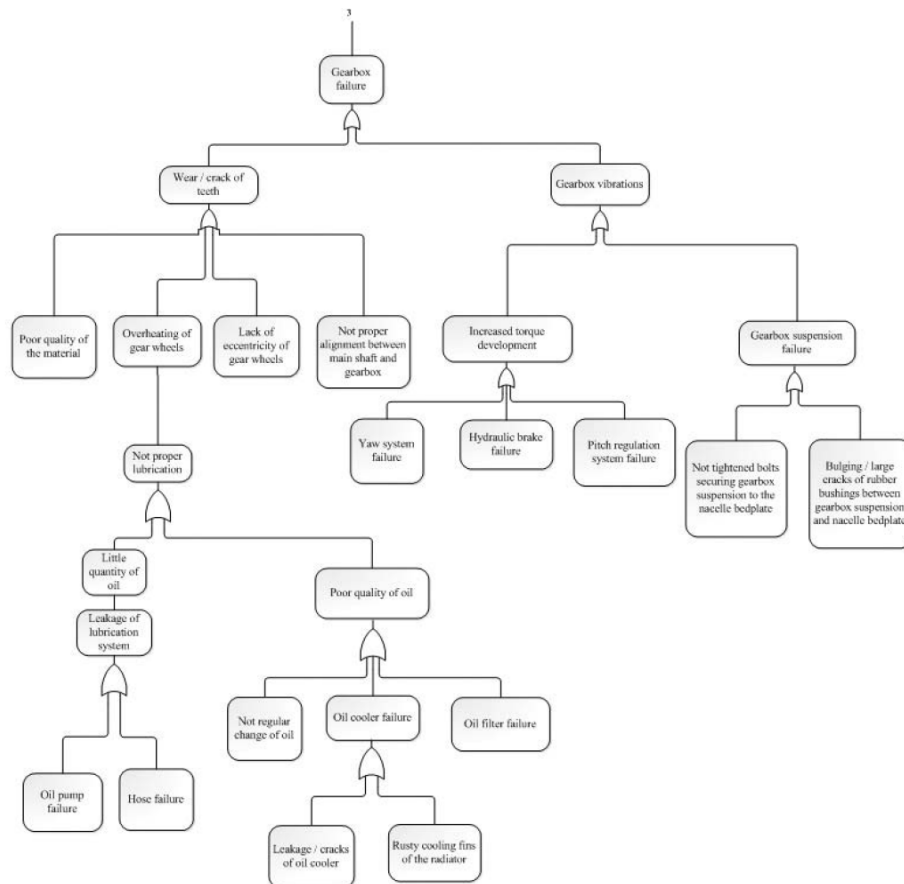 3
Gearbox
failure
Wear / crack of
teeth
Gearbox vibrations
Poor quality of
the material
Overheating of
gear wheels
Lack of
eccentricity of
gear wheels
Not proper
alignment between
main shaft and
gearbox
Increased torque
development
Gearbox suspension
failure
Yaw system
failure
Hydraulic brake
failure
Pitch regulation
system failure
Not tightened bolts
securing gearbox
suspension to the
nacelle bedplate
Bulging / large
cracks of rubber
bushings between
gearbox suspension
and nacelle bedplate
Not proper
lubrication
Little
quantity of
oil
Poor quality of oil
Leakage of
lubrication
system
Not regular
change of oil
Oil cooler failure
Oil filter failure
Oil pump
failure
Hose failure
Leakage / cracks
of oil cooler
Rusty cooling fins
of the radiator